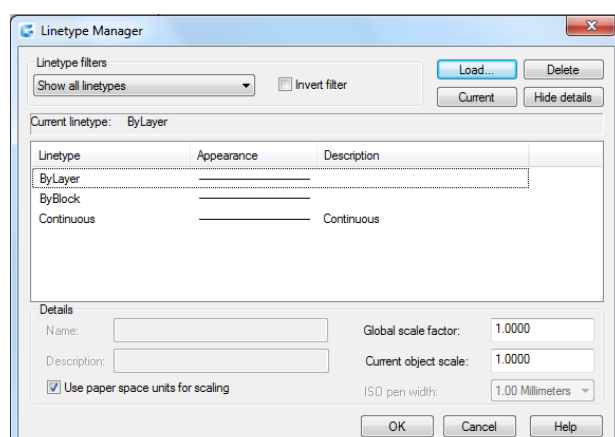 Linetype Manager
Linetype filters
Show all linetypes
Invert filter
Load...
Delete
Current
Hide details
Current linetype: ByLayer
Linetype Appearance Description
ByLayer
ByBlock
Continuous Continuous
Details
Name:
Global scale factor: 1.0000
Description:
Current object scale: 1.0000
Use paper space units for scaling
ISO pen width: 1.00 Millimeters
OK Cancel Help